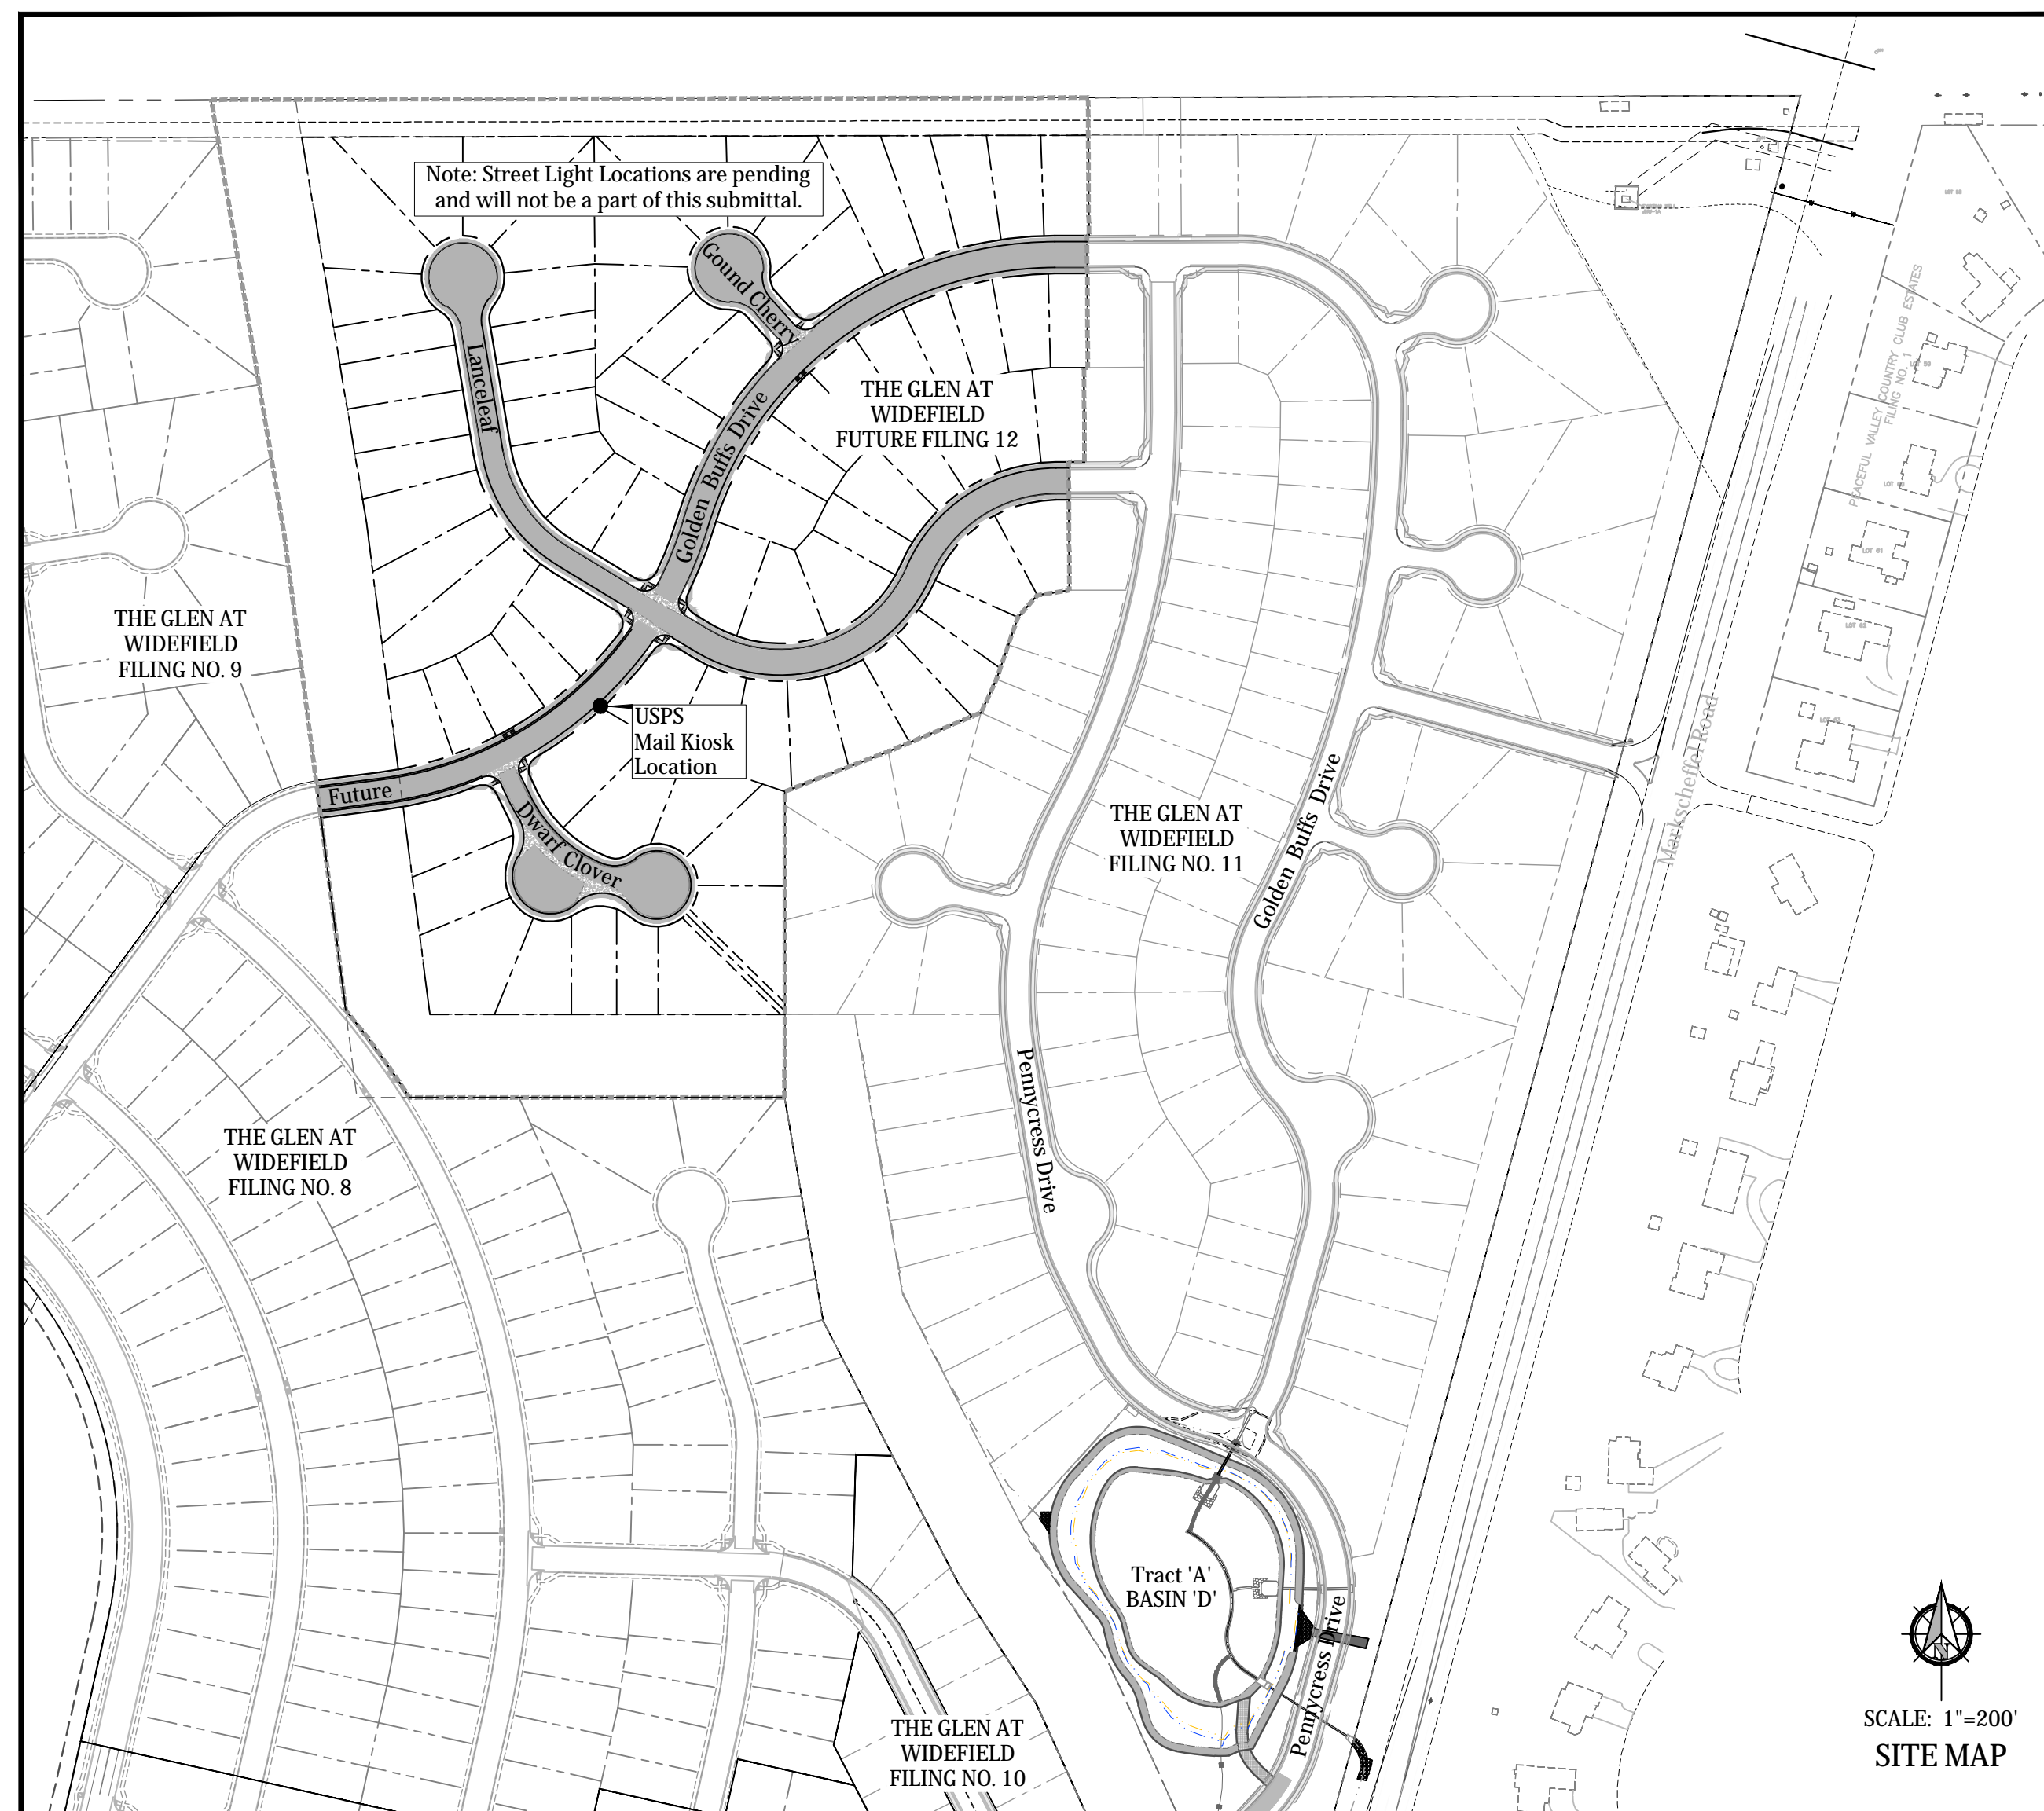 Note: Street Light Locations are pending
and will not be a part of this submittal.
Gound Cherry
Lanceleaf
Golden Buffs Drive
THE GLEN AT
WIDEFIELD
FUTURE FILING 12
PEACEFUL VALLEY COUNTRY CLUB ESTATES
FILING NO. 1
LOT 61
THE GLEN AT
WIDEFIELD
FILING NO. 9
USPS
Mail Kiosk
Location
Future
Dwarf Clover
THE GLEN AT
WIDEFIELD
FILING NO. 11
Golden Buffs Drive
Markscheffel Road
Pennycress Drive
THE GLEN AT
WIDEFIELD
FILING NO. 8
Tract 'A'
BASIN 'D'
Pennycress Drive
THE GLEN AT
WIDEFIELD
FILING NO. 10
N
SCALE: 1"=200'
SITE MAP